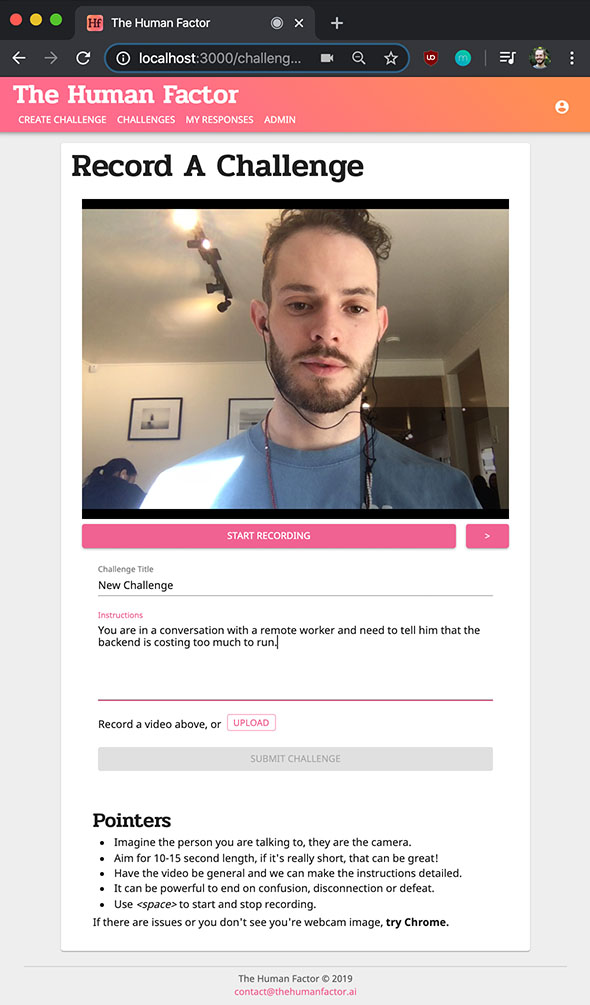 Hf The Human Factor
localhost:3000/challeng...
The Human Factor
CREATE CHALLENGE CHALLENGES MY RESPONSES ADMIN
Record A Challenge
START RECORDING >
Challenge Title
New Challenge
Instructions
You are in a conversation with a remote worker and need to tell him that the
backend is costing too much to run.
Record a video above, or UPLOAD
SUBMIT CHALLENGE
Pointers
Imagine the person you are talking to, they are the camera.
Aim for 10-15 second length, if it's really short, that can be great!
Have the video be general and we can make the instructions detailed.
It can be powerful to end on confusion, disconnection or defeat.
Use <space> to start and stop recording.
If there are issues or you don't see you're webcam image, try Chrome.
The Human Factor © 2019
contact@thehumanfactor.ai